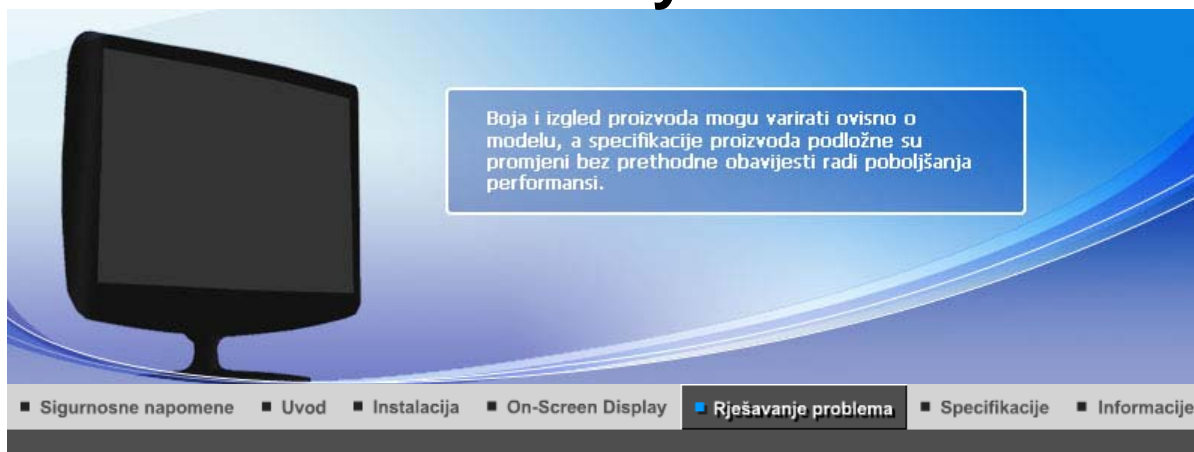 Boja i izgled proizvoda mogu varirati ovisno o
modelu, a specifikacije proizvoda podložne su
promjeni bez prethodne obavijesti radi poboljšanja
performansi.
Sigurnosne napomene Uvod Instalacija On-Screen Display Rješavanje problema Specifikacije Informacije